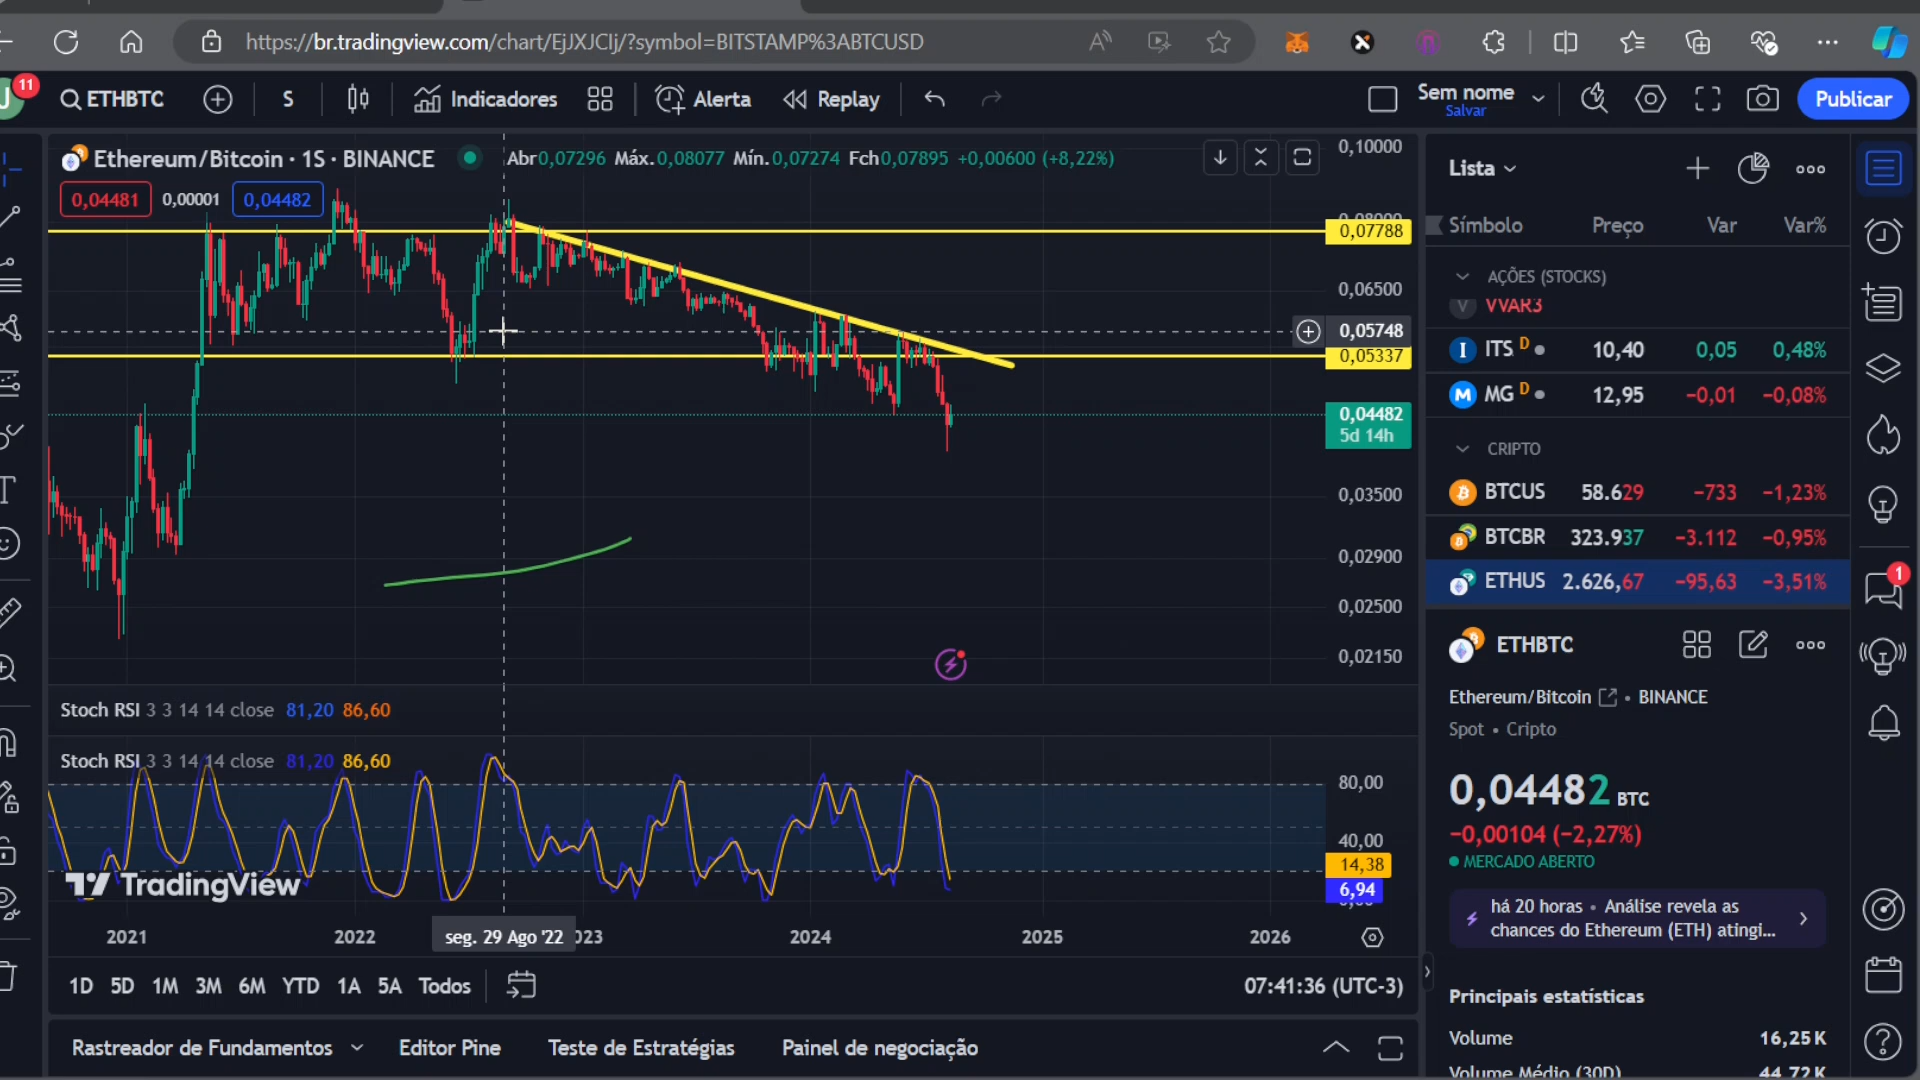 https://br.tradingview.com/chart/EjJXJCIj/?symbol=BITSTAMP%3ABTCUSD
11
ETHBTC
S
Indicadores
Alerta
Replay
Sem nome
Salvar
Publicar
Ethereum/Bitcoin · 1S · BINANCE
Abr0,07296 Máx.0,08077 Mín.0,07274 Fch0,07895 +0,00600 (+8,22%)
0,04481
0,00001
0,04482
0,10000
0,07788
0,06500
0,05748
0,05337
0,04482
5d 14h
0,03500
0,02900
0,02500
0,02150
Stoch RSI 3 3 14 14 close 81,20 86,60
Stoch RSI 3 3 14 14 close 81,20 86,60
80,00
40,00
14,38
6,94
TradingView
2021
2022
seg. 29 Ago '22
023
2024
2025
2026
1D 5D 1M 3M 6M YTD 1A 5A Todos
07:41:36 (UTC-3)
Rastreador de Fundamentos
Editor Pine
Teste de Estratégias
Painel de negociação
Lista
Símbolo Preço Var Var%
AÇÕES (STOCKS)
VVAR3
ITS D 10,40 0,05 0,48%
MG D 12,95 −0,01 −0,08%
CRIPTO
BTCUS 58.629 −733 −1,23%
BTCBR 323.937 −3.112 −0,95%
ETHUS 2.626,67 −95,63 −3,51%
1
ETHBTC
Ethereum/Bitcoin • BINANCE
Spot • Cripto
0,04482 BTC
−0,00104 (−2,27%)
MERCADO ABERTO
há 20 horas • Análise revela as
chances do Ethereum (ETH) atingi...
Principais estatísticas
Volume 16,25K
Volume Médio (30D) 44,72K